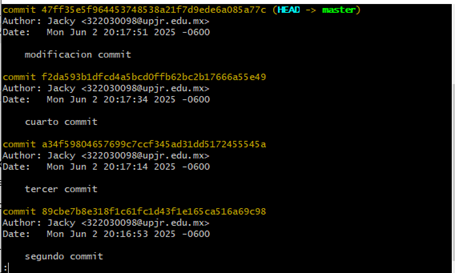 commit 47ff35e5f964453748538a21f7d9ede6a085a77c (HEAD -> master)
Author: Jacky <322030098@upjr.edu.mx>
Date:   Mon Jun 2 20:17:51 2025 -0600
    modificacion commit
commit f2da593b1dfcd4a5bcd0ffb62bc2b17666a55e49
Author: Jacky <322030098@upjr.edu.mx>
Date:   Mon Jun 2 20:17:34 2025 -0600
    cuarto commit
commit a34f59804657699c7ccf345ad31dd5172455545a
Author: Jacky <322030098@upjr.edu.mx>
Date:   Mon Jun 2 20:17:14 2025 -0600
    tercer commit
commit 89cbe7b8e318f1c61fc1d43f1e165ca516a69c98
Author: Jacky <322030098@upjr.edu.mx>
Date:   Mon Jun 2 20:16:53 2025 -0600
    segundo commit
: